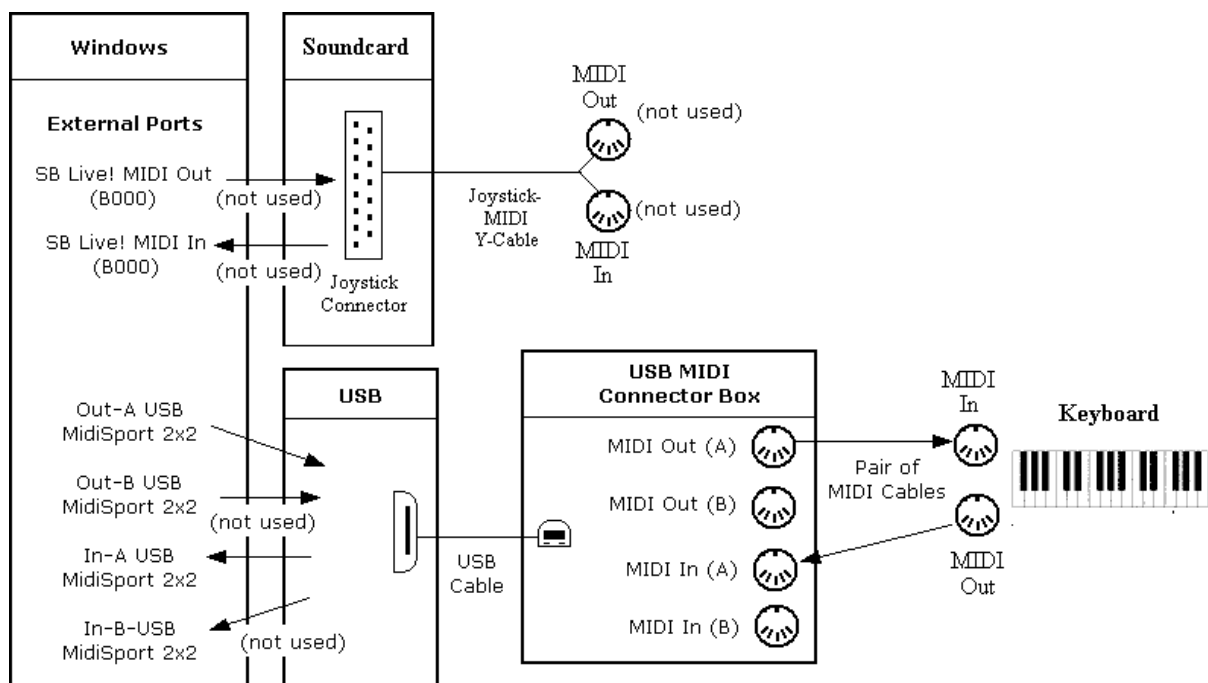 Windows
External Ports
SB Live! MIDI Out
(B000)
(not used)
SB Live! MIDI In
(B000)
(not used)
Soundcard
Joystick
Connector
Joystick-
MIDI
Y-Cable
MIDI
Out
(not used)
(not used)
MIDI
In
Out-A USB
MidiSport 2x2
Out-B USB
MidiSport 2x2
(not used)
In-A USB
MidiSport 2x2
In-B-USB
MidiSport 2x2
(not used)
USB
USB
Cable
USB MIDI
Connector Box
MIDI Out (A)
MIDI Out (B)
MIDI In (A)
MIDI In (B)
Pair of
MIDI Cables
MIDI
In
MIDI
Out
Keyboard